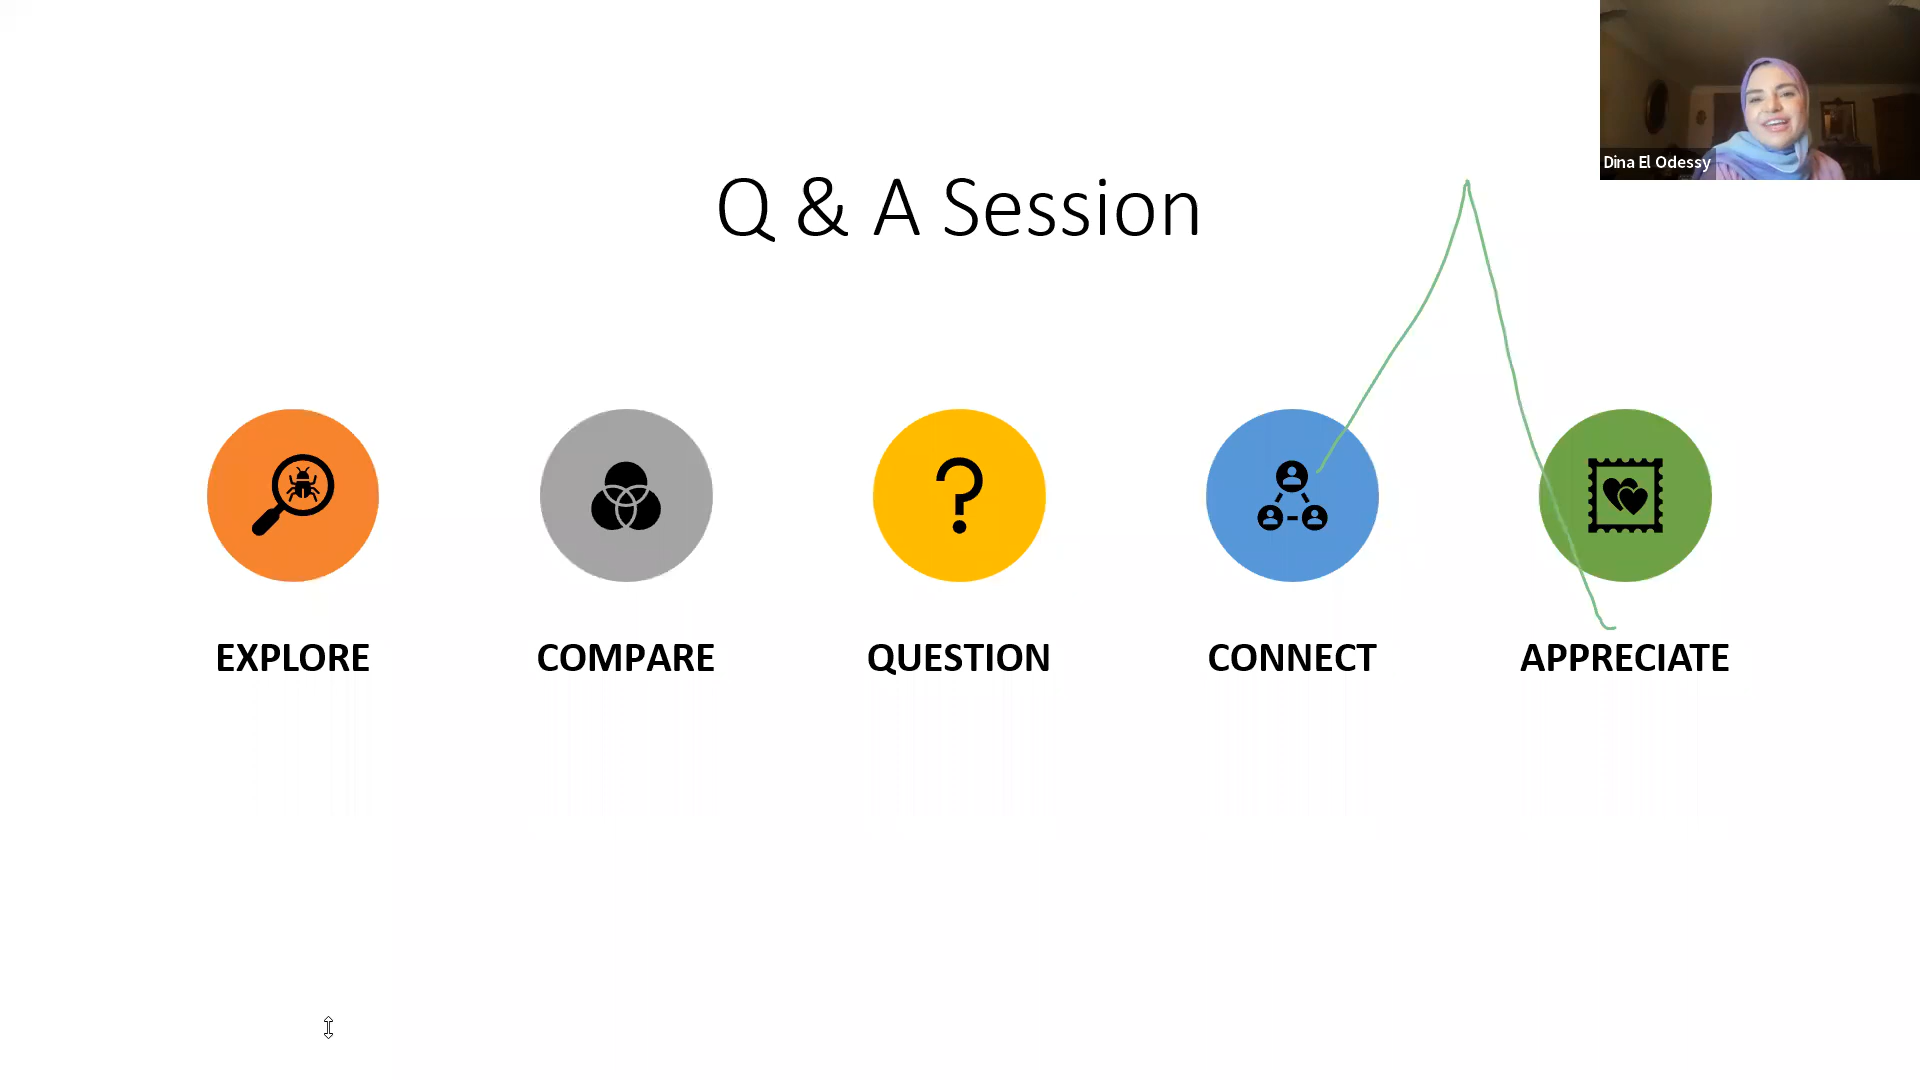 Dina El Odessy
Q & A Session
EXPLORE
COMPARE
QUESTION
CONNECT
APPRECIATE